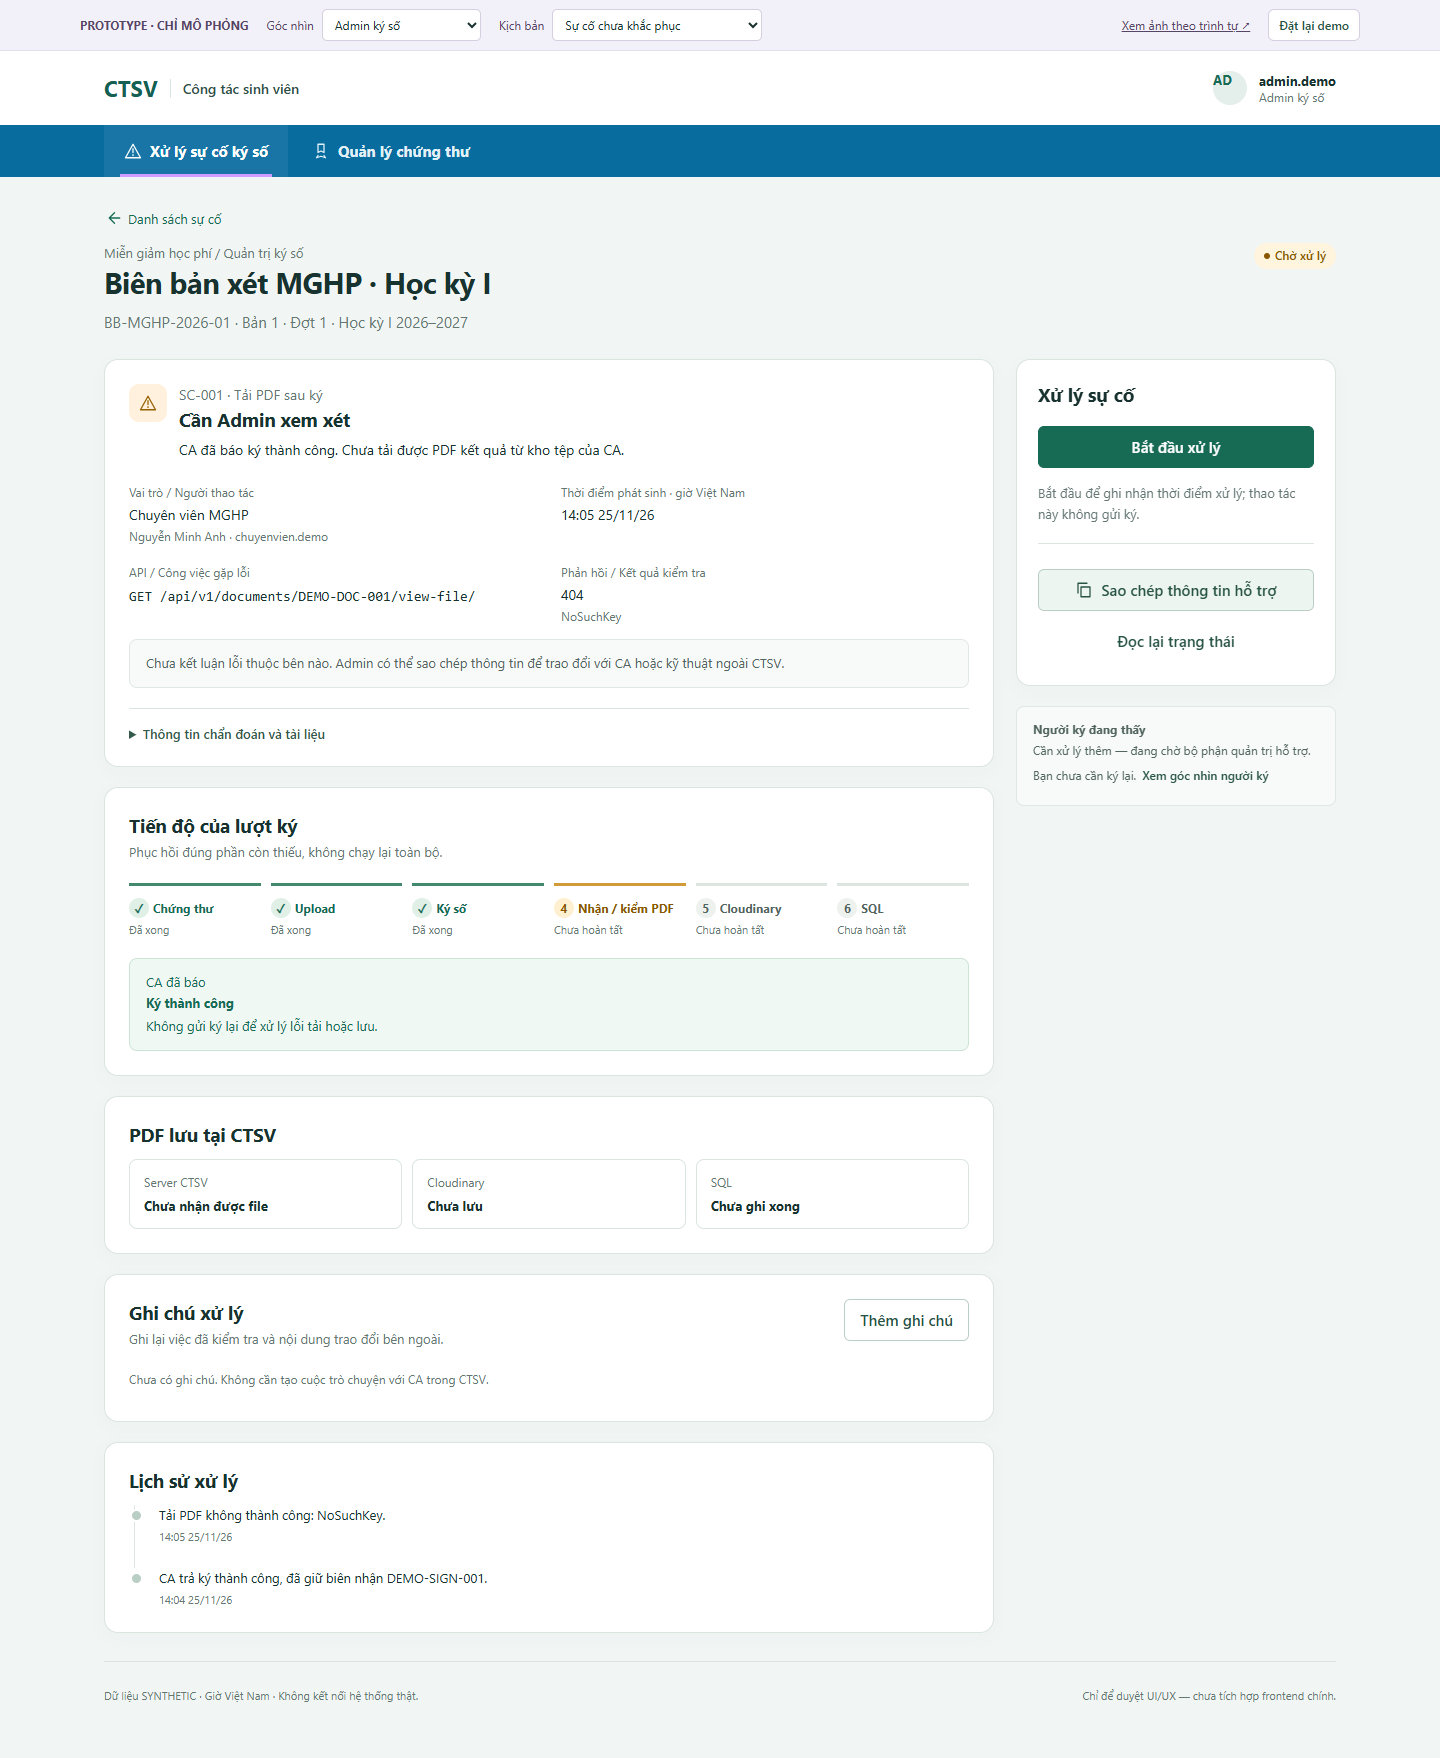 PROTOTYPE · CHỈ MÔ PHỎNG
Góc nhìn
Admin ký số
Kịch bản
Sự cố chưa khắc phục
Xem ảnh theo trình tự ↗
Đặt lại demo
CTSV
Công tác sinh viên
AD
admin.demo
Admin ký số
Xử lý sự cố ký số
Quản lý chứng thư
← Danh sách sự cố
Miễn giảm học phí / Quản trị ký số
Chờ xử lý
Biên bản xét MGHP · Học kỳ I
BB-MGHP-2026-01 · Bản 1 · Đợt 1 · Học kỳ I 2026–2027
SC-001 · Tải PDF sau ký
Cần Admin xem xét
CA đã báo ký thành công. Chưa tải được PDF kết quả từ kho tệp của CA.
Vai trò / Người thao tác
Chuyên viên MGHP
Nguyễn Minh Anh · chuyenvien.demo
Thời điểm phát sinh · giờ Việt Nam
14:05 25/11/26
API / Công việc gặp lỗi
GET /api/v1/documents/DEMO-DOC-001/view-file/
Phản hồi / Kết quả kiểm tra
404
NoSuchKey
Chưa kết luận lỗi thuộc bên nào. Admin có thể sao chép thông tin để trao đổi với CA hoặc kỹ thuật ngoài CTSV.
Thông tin chẩn đoán và tài liệu
Xử lý sự cố
Bắt đầu xử lý
Bắt đầu để ghi nhận thời điểm xử lý; thao tác
này không gửi ký.
Sao chép thông tin hỗ trợ
Đọc lại trạng thái
Người ký đang thấy
Cần xử lý thêm — đang chờ bộ phận quản trị hỗ trợ.
Bạn chưa cần ký lại. Xem góc nhìn người ký
Tiến độ của lượt ký
Phục hồi đúng phần còn thiếu, không chạy lại toàn bộ.
✓ Chứng thư
Đã xong
✓ Upload
Đã xong
✓ Ký số
Đã xong
4 Nhận / kiểm PDF
Chưa hoàn tất
5 Cloudinary
Chưa hoàn tất
6 SQL
Chưa hoàn tất
CA đã báo
Ký thành công
Không gửi ký lại để xử lý lỗi tải hoặc lưu.
PDF lưu tại CTSV
Server CTSV
Chưa nhận được file
Cloudinary
Chưa lưu
SQL
Chưa ghi xong
Ghi chú xử lý
Ghi lại việc đã kiểm tra và nội dung trao đổi bên ngoài.
Thêm ghi chú
Chưa có ghi chú. Không cần tạo cuộc trò chuyện với CA trong CTSV.
Lịch sử xử lý
Tải PDF không thành công: NoSuchKey.
14:05 25/11/26
CA trả ký thành công, đã giữ biên nhận DEMO-SIGN-001.
14:04 25/11/26
Dữ liệu SYNTHETIC · Giờ Việt Nam · Không kết nối hệ thống thật.
Chỉ để duyệt UI/UX — chưa tích hợp frontend chính.